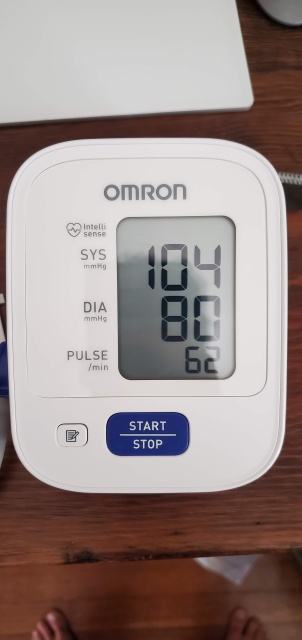 OMRON
Intelli
sense
SYS
mmHg
104
DIA
mmHg
80
PULSE
/min
62
START
STOP